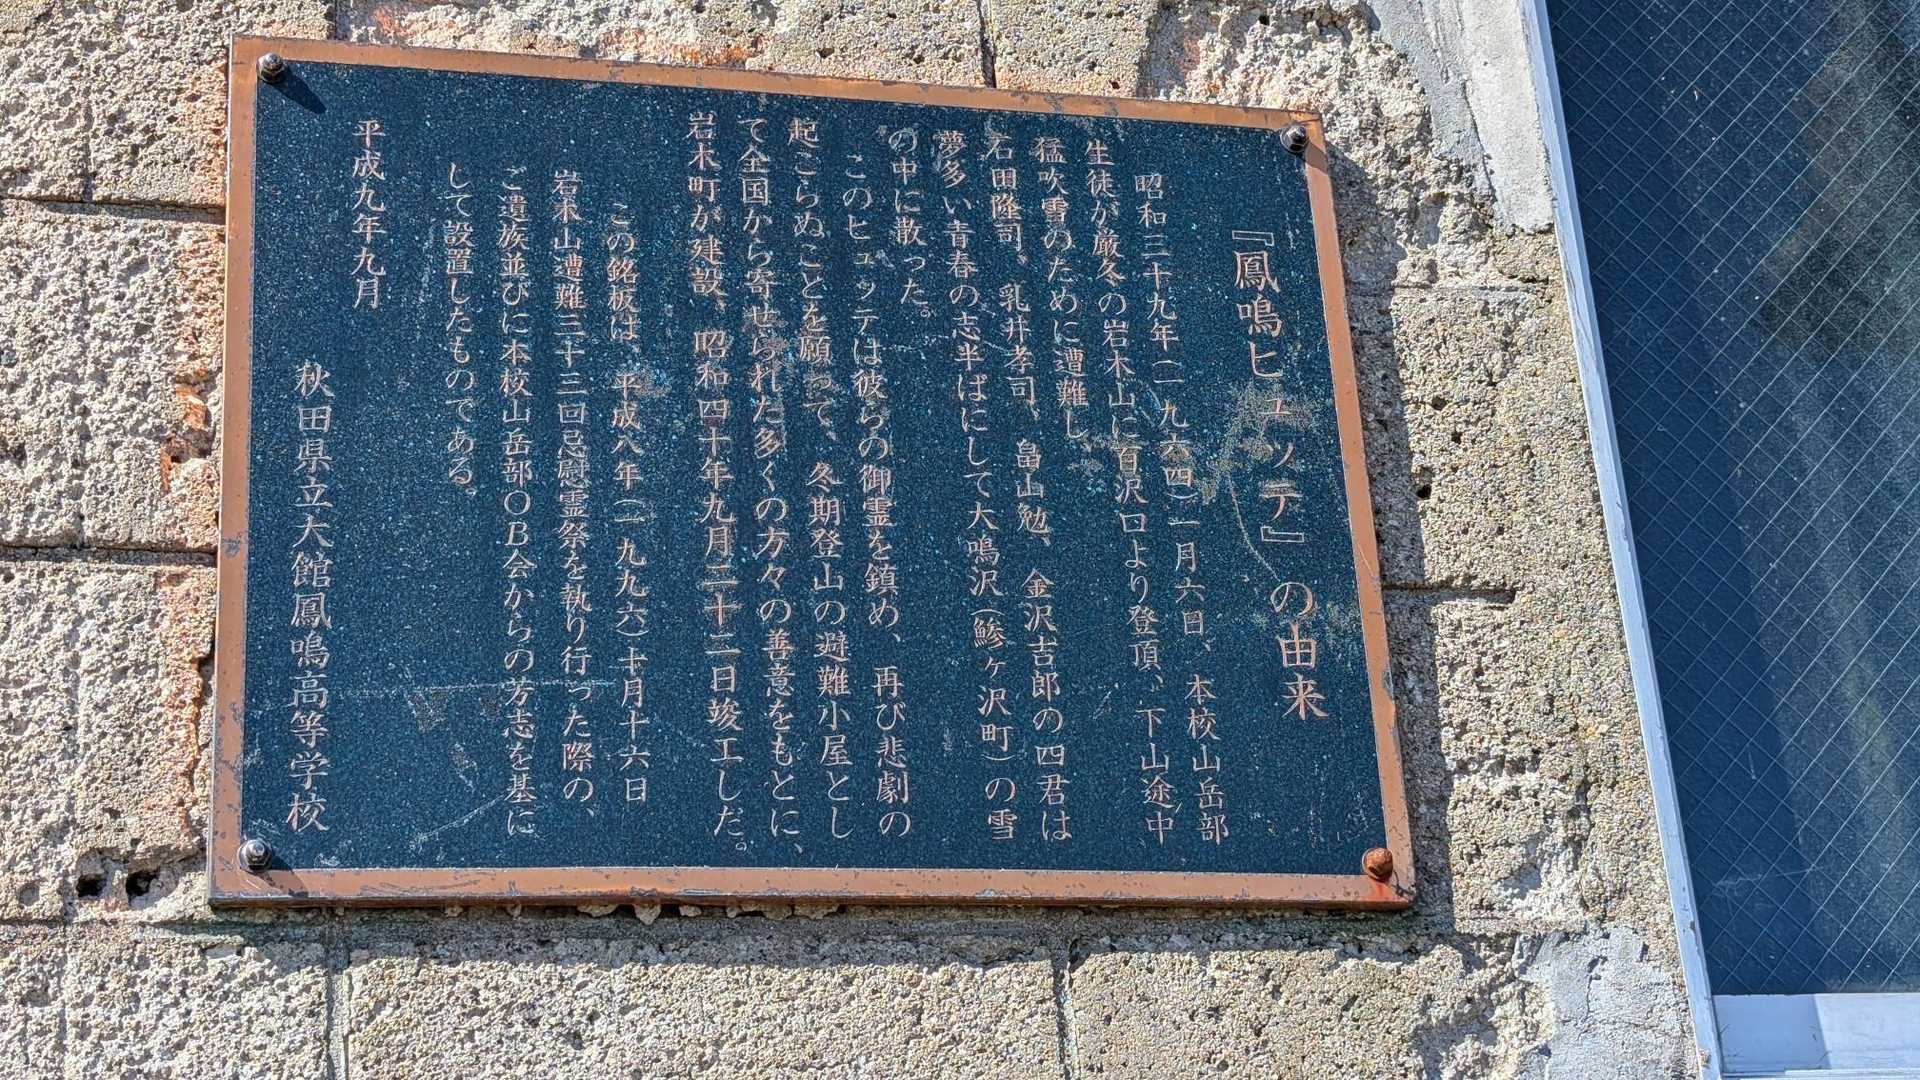 『鳳鳴ヒュッテ』の由来
昭和三十九年(一九六四)一月六日、本校山岳部
生徒が厳冬の岩木山に百沢口より登頂、下山途中
猛吹雪のために遭難し、
石田隆司、乳井孝司、畠山勉、金沢吉郎の四君は
夢多い青春の志半ばにして大鳴沢(鯵ヶ沢町)の雪
の中に散った。
このヒュッテは彼らの御霊を鎮め、再び悲劇の
起こらぬことを願って、冬期登山の避難小屋とし
て全国から寄せられた多くの方々の善意をもとに、
岩木町が建設、昭和四十年九月二十二日竣工した。
この銘板は、平成八年(一九九六)十月十六日
岩木山遭難三十三回忌慰霊祭を執り行った際の、
ご遺族並びに本校山岳部OB会からの芳志を基に
して設置したものである。
平成九年九月
秋田県立大館鳳鳴高等学校